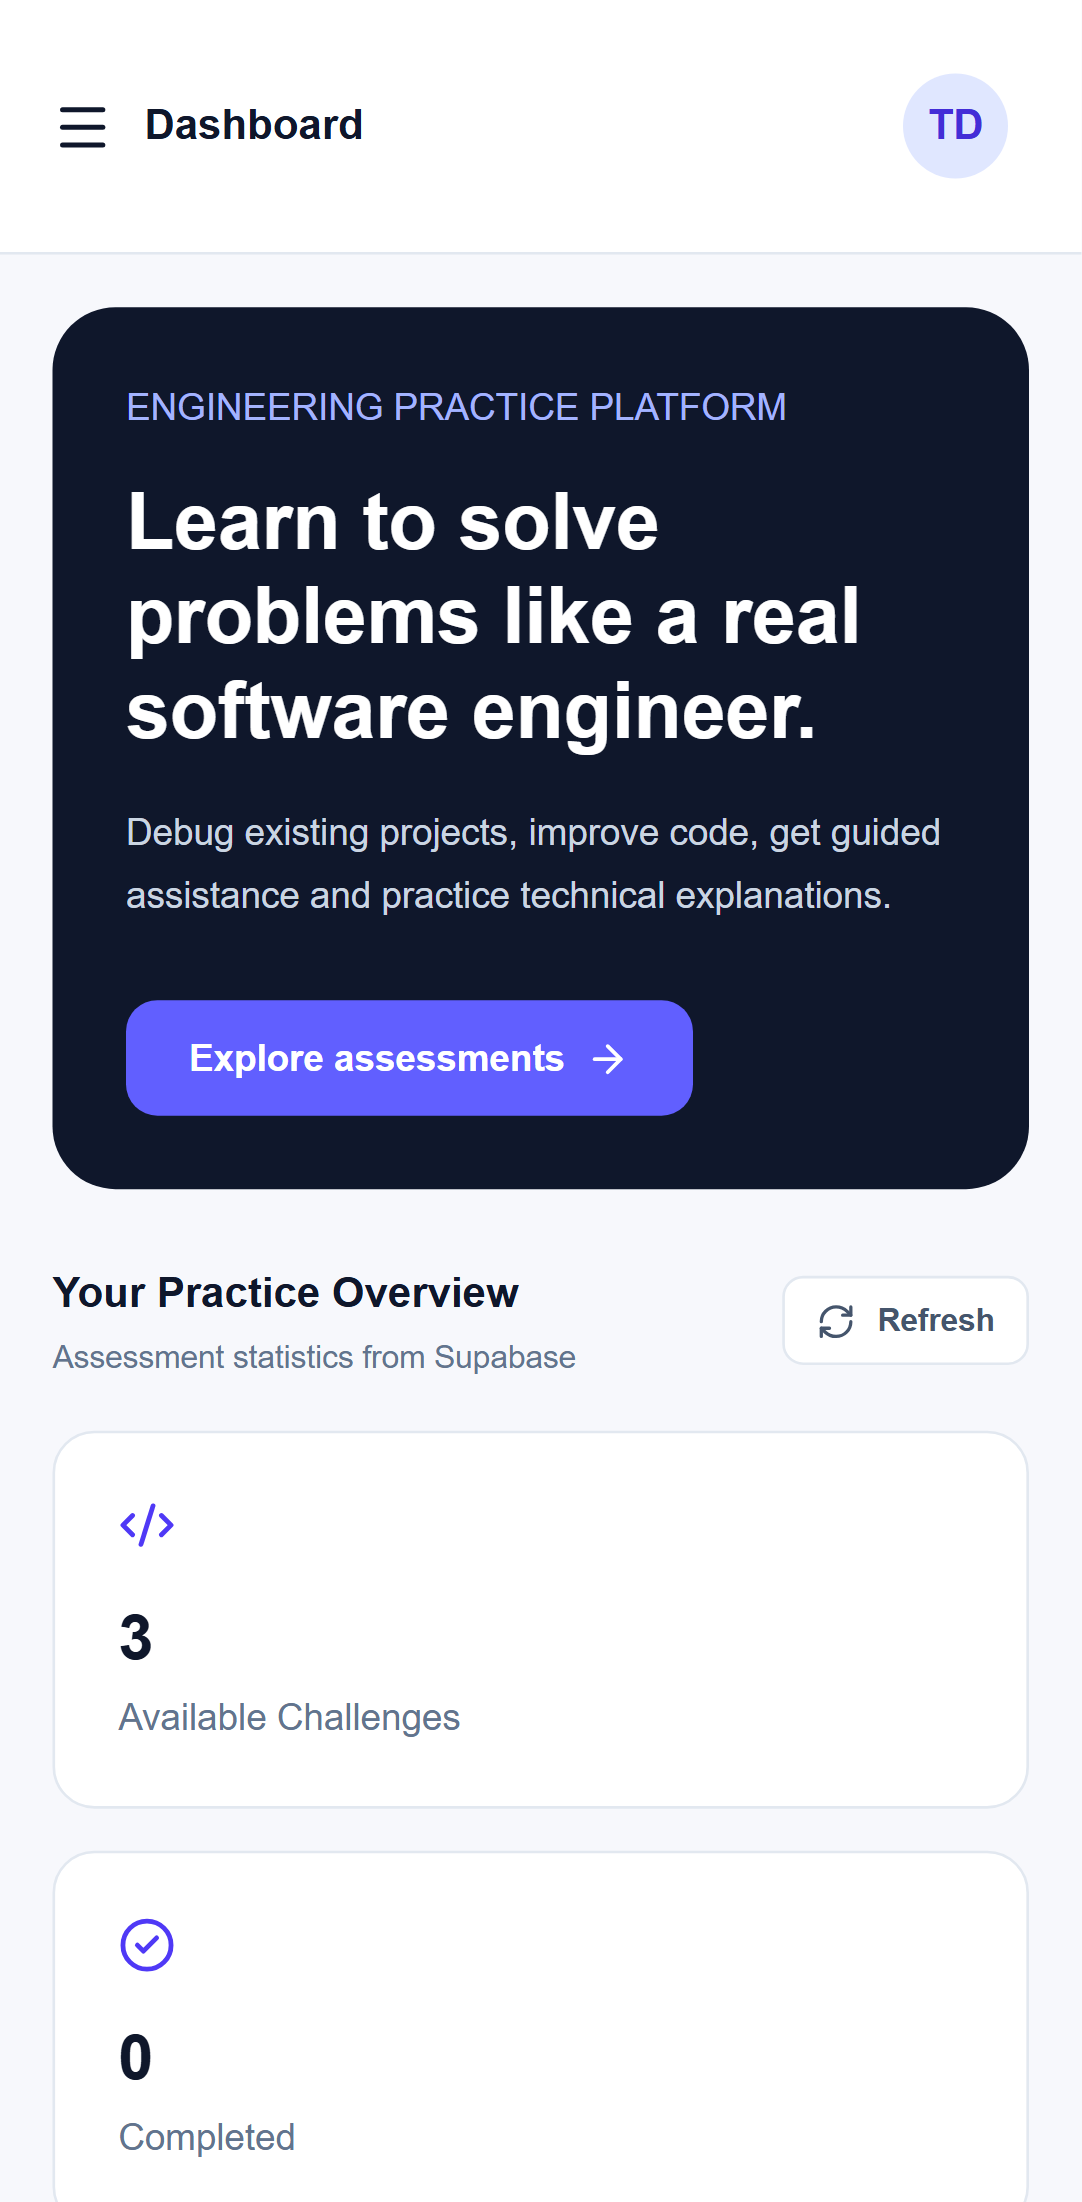 Dashboard
TD
ENGINEERING PRACTICE PLATFORM
Learn to solve
problems like a real
software engineer.
Debug existing projects, improve code, get guided
assistance and practice technical explanations.
Explore assessments
Your Practice Overview
Assessment statistics from Supabase
Refresh
3
Available Challenges
0
Completed